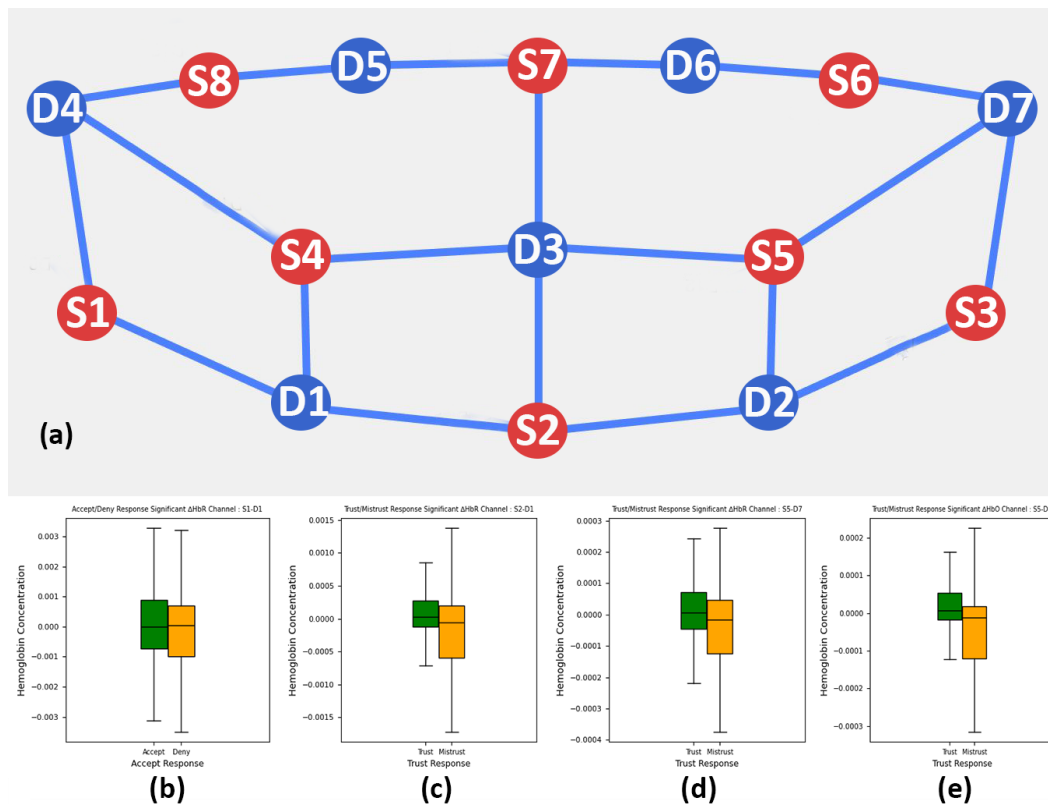 S8 D5 S7 D6 S6
D4 D7
S4 D3 S5
S1 S3
D1 S2 D2
(a)
Accept/Deny Response Significant ΔHbR Channel : S1-D1
Hemoglobin Concentration
0.003
0.002
0.001
0.000
−0.001
−0.002
−0.003
Accept Deny
Accept Response
(b)
Trust/Mistrust Response Significant ΔHbR Channel : S2-D1
Hemoglobin Concentration
0.0015
0.0010
0.0005
0.0000
−0.0005
−0.0010
−0.0015
Trust Mistrust
Trust Response
(c)
Trust/Mistrust Response Significant ΔHbR Channel : S5-D7
Hemoglobin Concentration
0.0003
0.0002
0.0001
0.0000
−0.0001
−0.0002
−0.0003
−0.0004
Trust Mistrust
Trust Response
(d)
Trust/Mistrust Response Significant ΔHbO Channel : S5-D
Hemoglobin Concentration
0.0002
0.0001
0.0000
−0.0001
−0.0002
−0.0003
Trust Mistrust
Trust Response
(e)